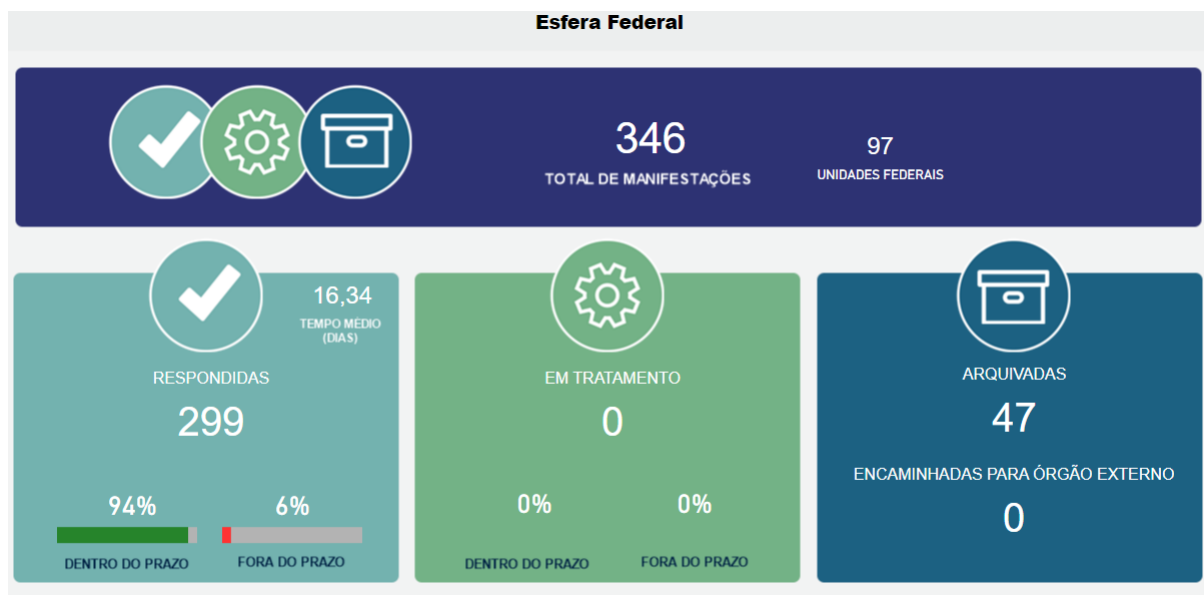 Esfera Federal
346
TOTAL DE MANIFESTAÇÕES
97
UNIDADES FEDERAIS
16,34
TEMPO MÉDIO
(DIAS)
RESPONDIDAS
299
94%
DENTRO DO PRAZO
6%
FORA DO PRAZO
EM TRATAMENTO
0
0%
DENTRO DO PRAZO
0%
FORA DO PRAZO
ARQUIVADAS
47
ENCAMINHADAS PARA ÓRGÃO EXTERNO
0